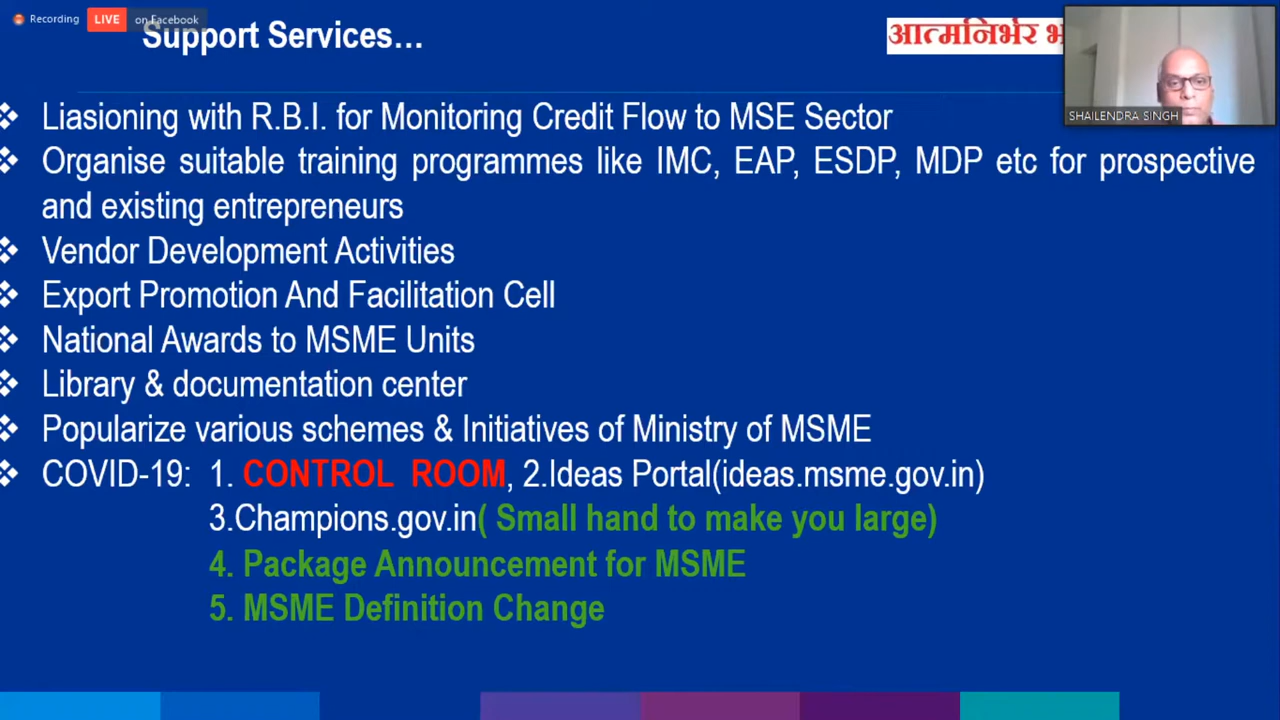 Recording LIVE on Facebook
Support Services…
आत्मनिर्भर
SHAILENDRA SINGH
Liasioning with R.B.I. for Monitoring Credit Flow to MSE Sector
Organise suitable training programmes like IMC, EAP, ESDP, MDP etc for prospective
and existing entrepreneurs
Vendor Development Activities
Export Promotion And Facilitation Cell
National Awards to MSME Units
Library & documentation center
Popularize various schemes & Initiatives of Ministry of MSME
COVID-19: 1. CONTROL ROOM, 2.Ideas Portal(ideas.msme.gov.in)
3.Champions.gov.in( Small hand to make you large)
4. Package Announcement for MSME
5. MSME Definition Change